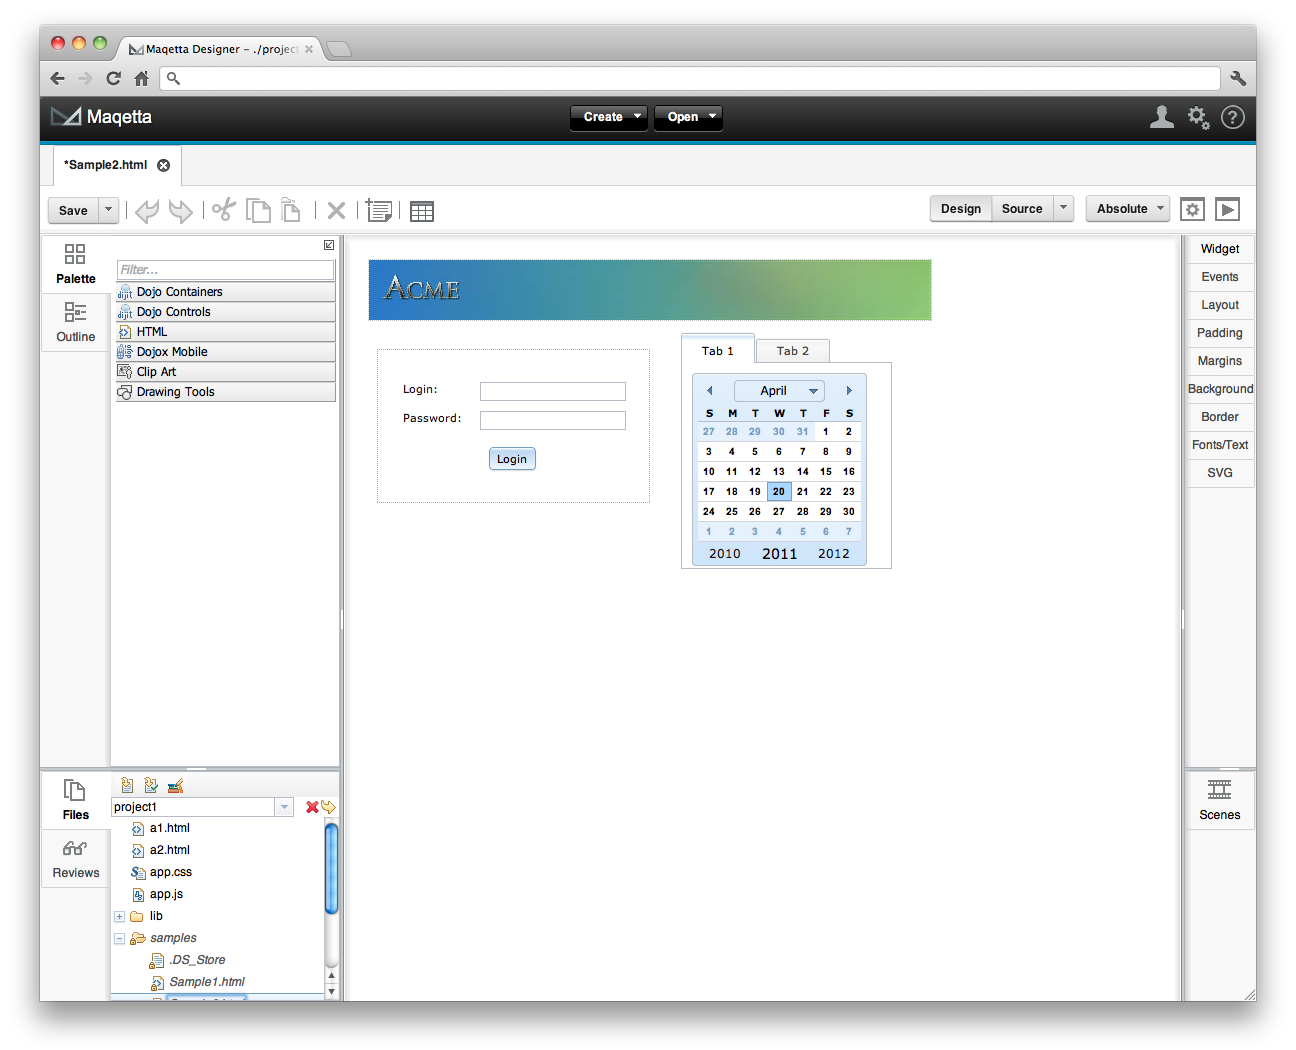 Maqetta Designer – ./project
Maqetta
Create
Open
*Sample2.html
Save
Design
Source
Absolute
Palette
Outline
Filter...
Dojo Containers
Dojo Controls
HTML
Dojox Mobile
Clip Art
Drawing Tools
ACME
Login:
Password:
Login
Tab 1
Tab 2
April
S M T W T F S
27 28 29 30 31 1 2
3 4 5 6 7 8 9
10 11 12 13 14 15 16
17 18 19 20 21 22 23
24 25 26 27 28 29 30
1 2 3 4 5 6 7
2010 2011 2012
Widget
Events
Layout
Padding
Margins
Background
Border
Fonts/Text
SVG
Files
Reviews
project1
a1.html
a2.html
app.css
app.js
lib
samples
.DS_Store
Sample1.html
Scenes